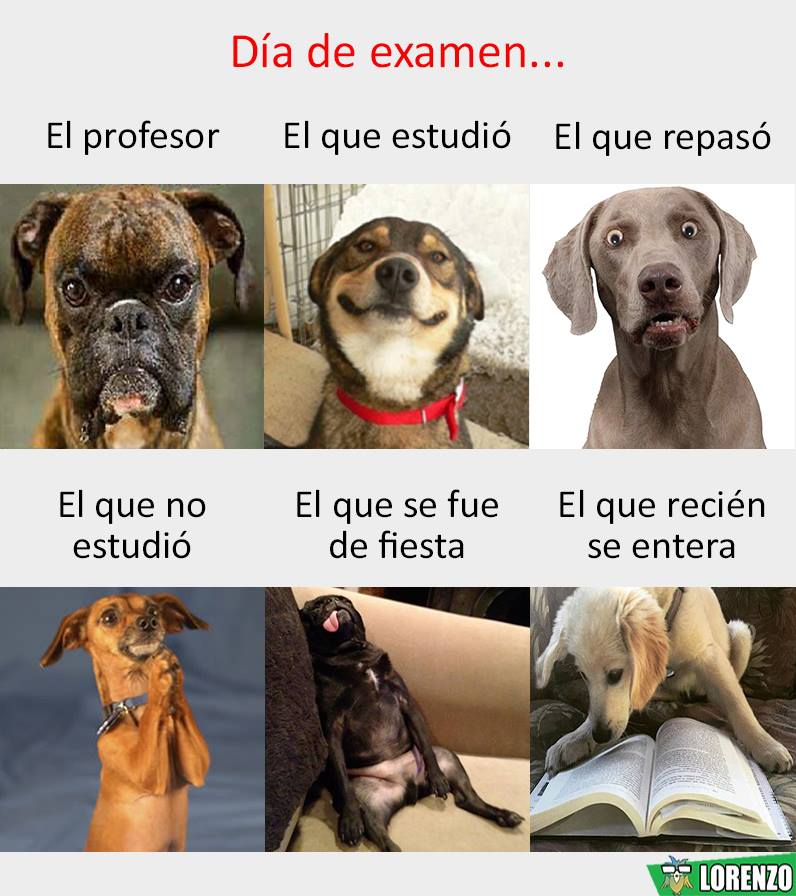 Día de examen...
El profesor
El que estudió
El que repasó
El que no
estudió
El que se fue
de fiesta
El que recién
se entera
LORENZO